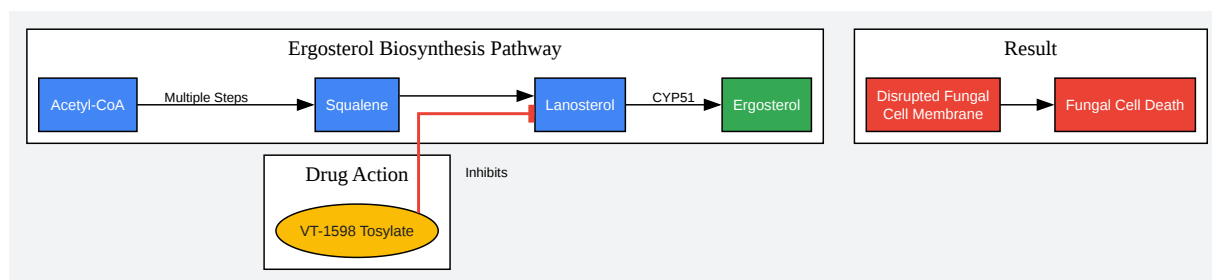 Ergosterol Biosynthesis Pathway
Acetyl-CoA
Multiple Steps
Squalene
Lanosterol
CYP51
Ergosterol
Result
Disrupted Fungal
Cell Membrane
Fungal Cell Death
Drug Action
Inhibits
VT-1598 Tosylate